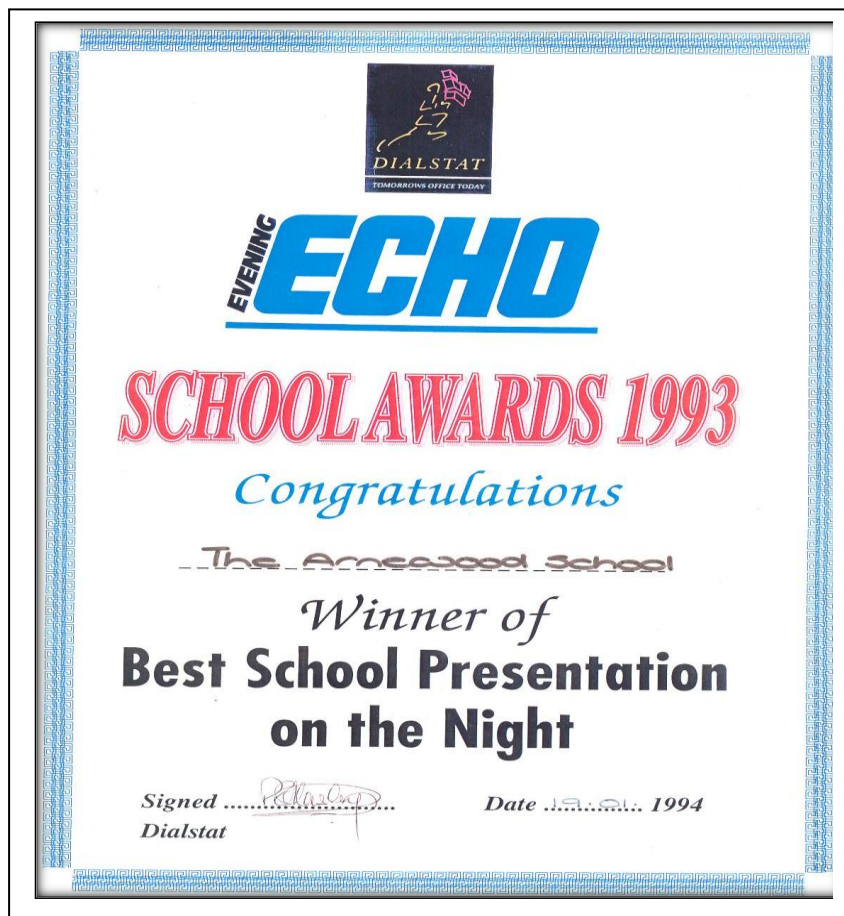 DIALSTAT
TOMORROWS OFFICE TODAY
EVENING ECHO
SCHOOL AWARDS 1993
Congratulations
The Arnewood School
Winner of
Best School Presentation
on the Night
Signed ........................ Date ...19.:.01.:. 1994
Dialstat